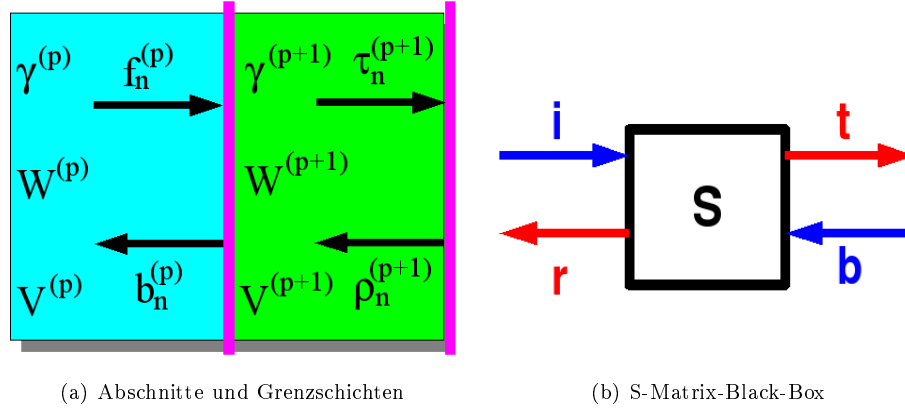 γ^(p) f_n^(p) γ^(p+1) τ_n^(p+1)
W^(p) W^(p+1)
V^(p) b_n^(p) V^(p+1) ρ_n^(p+1)
(a) Abschnitte und Grenzschichten
i t
S
r b
(b) S-Matrix-Black-Box